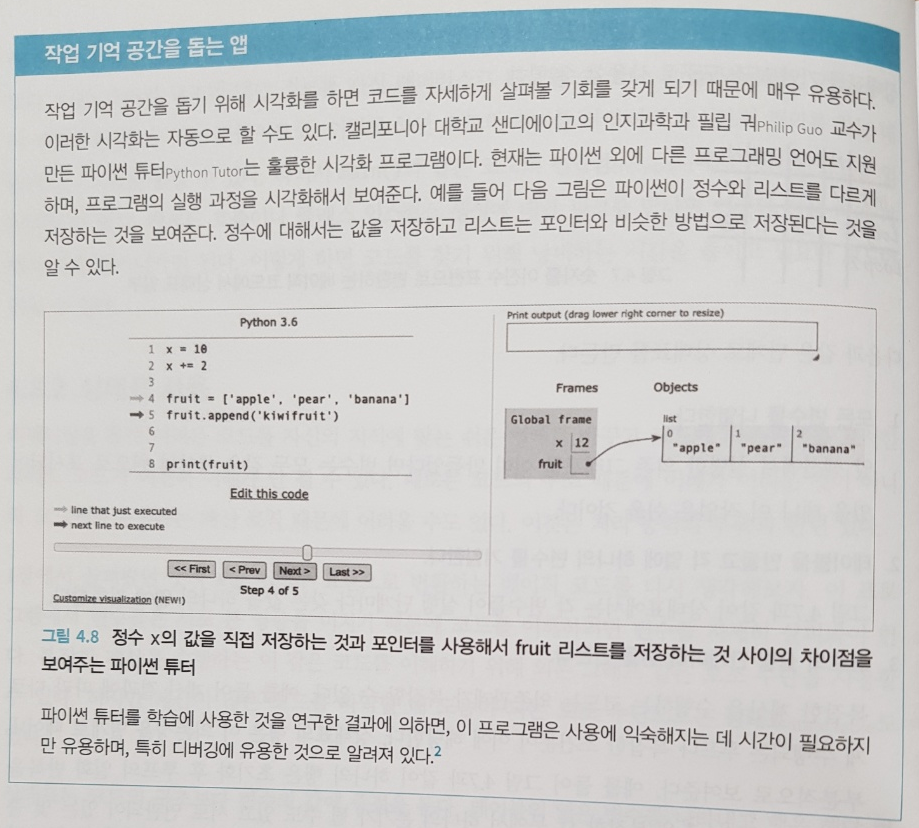 작업 기억 공간을 돕는 앱
작업 기억 공간을 돕기 위해 시각화를 하면 코드를 자세하게 살펴볼 기회를 갖게 되기 때문에 매우 유용하다.
이러한 시각화는 자동으로 할 수도 있다. 캘리포니아 대학교 샌디에이고의 인지과학과 필립 궈Philip Guo 교수가
만든 파이썬 튜터Python Tutor는 훌륭한 시각화 프로그램이다. 현재는 파이썬 외에 다른 프로그래밍 언어도 지원
하며, 프로그램의 실행 과정을 시각화해서 보여준다. 예를 들어 다음 그림은 파이썬이 정수와 리스트를 다르게
저장하는 것을 보여준다. 정수에 대해서는 값을 저장하고 리스트는 포인터와 비슷한 방법으로 저장된다는 것을
알 수 있다.
Python 3.6
1 x = 10
2 x += 2
3
4 fruit = ['apple', 'pear', 'banana']
5 fruit.append('kiwifruit')
6
7
8 print(fruit)
Edit this code
line that just executed
next line to execute
<< First < Prev Next > Last >>
Step 4 of 5
Customize visualization (NEW!)
Print output (drag lower right corner to resize)
Frames Objects
Global frame
x 12
fruit
list
0 1 2
"apple" "pear" "banana"
그림 4.8 정수 x의 값을 직접 저장하는 것과 포인터를 사용해서 fruit 리스트를 저장하는 것 사이의 차이점을
보여주는 파이썬 튜터
파이썬 튜터를 학습에 사용한 것을 연구한 결과에 의하면, 이 프로그램은 사용에 익숙해지는 데 시간이 필요하지
만 유용하며, 특히 디버깅에 유용한 것으로 알려져 있다.2